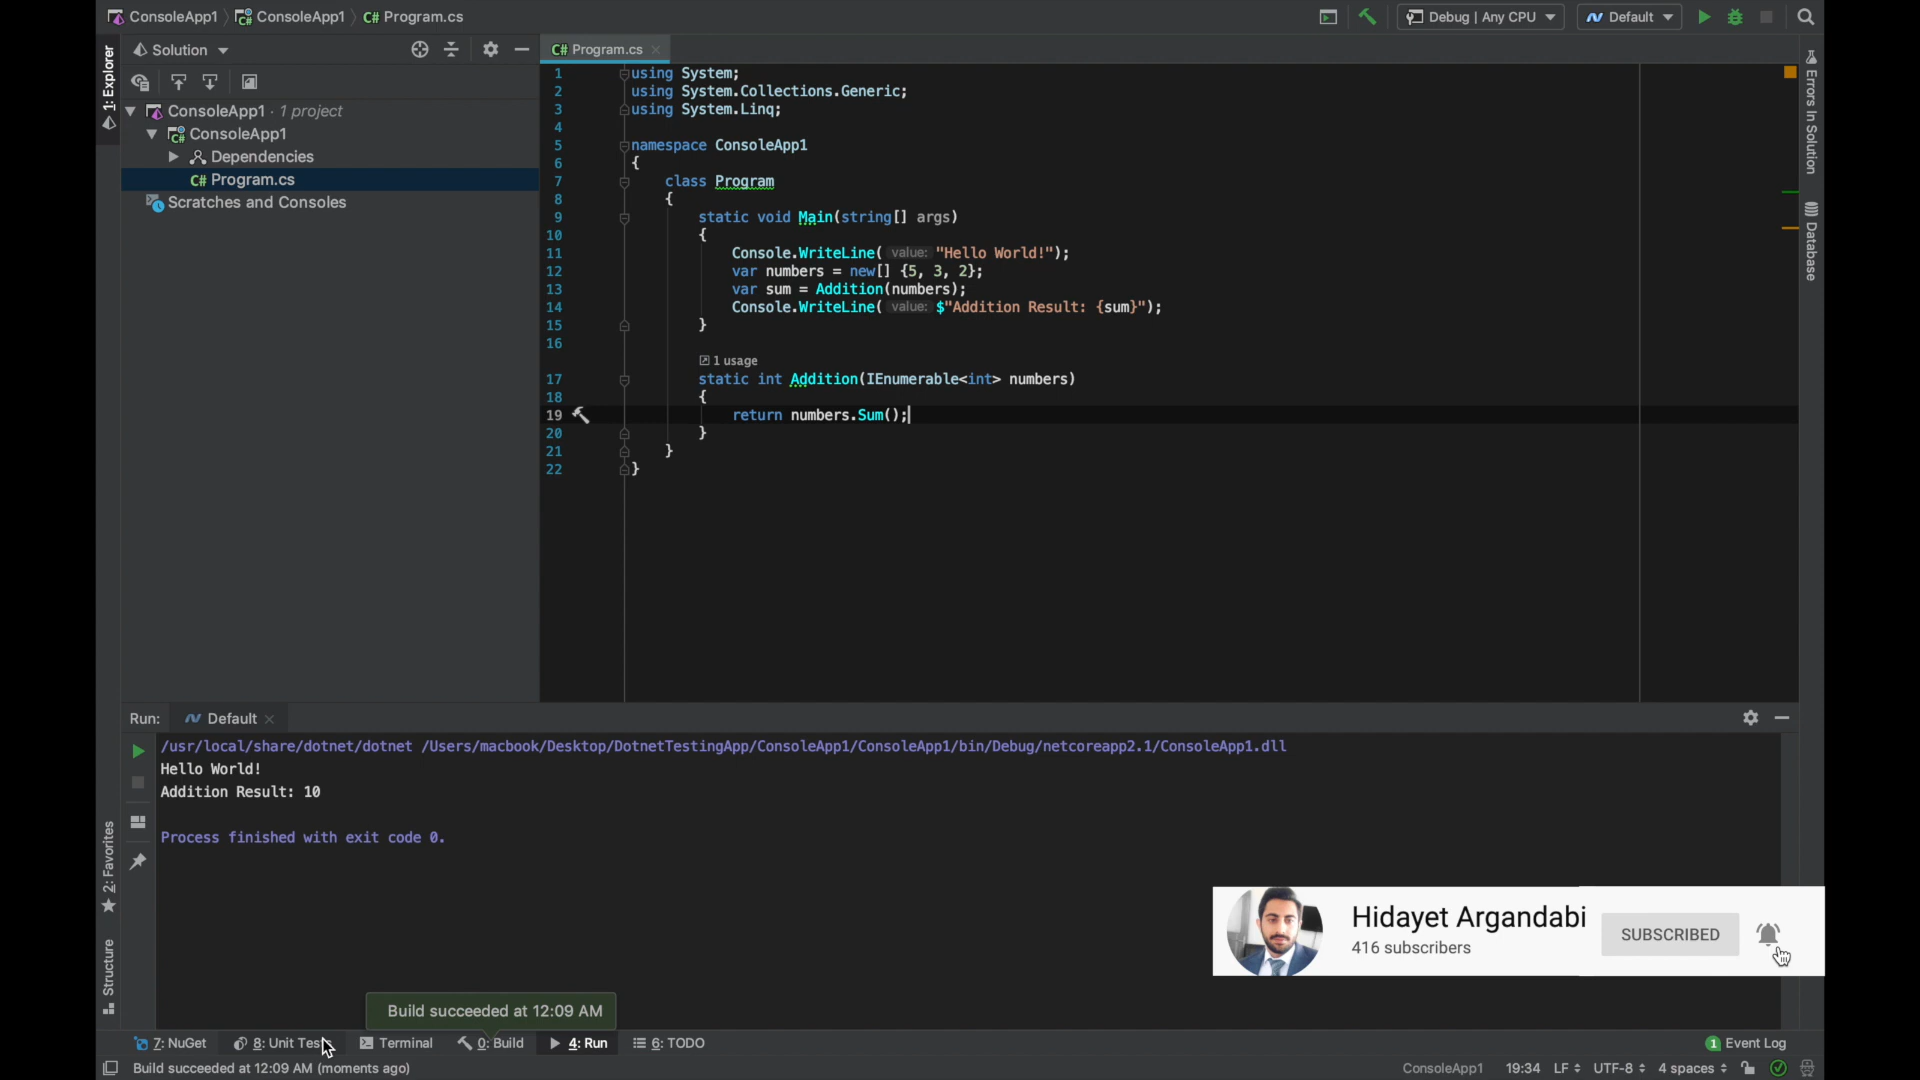 ConsoleApp1 ConsoleApp1 C# Program.cs Debug | Any CPU Default
1: Explorer
Solution
C# Program.cs
ConsoleApp1 · 1 project
ConsoleApp1
Dependencies
C# Program.cs
Scratches and Consoles
1 using System;
2 using System.Collections.Generic;
3 using System.Linq;
4
5 namespace ConsoleApp1
6 {
7 class Program
8 {
9 static void Main(string[] args)
10 {
11 Console.WriteLine( value: "Hello World!");
12 var numbers = new[] {5, 3, 2};
13 var sum = Addition(numbers);
14 Console.WriteLine( value: $"Addition Result: {sum}");
15 }
16
1 usage
17 static int Addition(IEnumerable<int> numbers)
18 {
19 return numbers.Sum();
20 }
21 }
22 }
Errors In Solution
Database
Run: Default
/usr/local/share/dotnet/dotnet /Users/macbook/Desktop/DotnetTestingApp/ConsoleApp1/ConsoleApp1/bin/Debug/netcoreapp2.1/ConsoleApp1.dll
Hello World!
Addition Result: 10
Process finished with exit code 0.
2: Favorites
Structure
Hidayet Argandabi
416 subscribers
SUBSCRIBED
Build succeeded at 12:09 AM
7: NuGet 8: Unit Tests Terminal 0: Build 4: Run 6: TODO 1 Event Log
Build succeeded at 12:09 AM (moments ago) ConsoleApp1 19:34 LF UTF-8 4 spaces